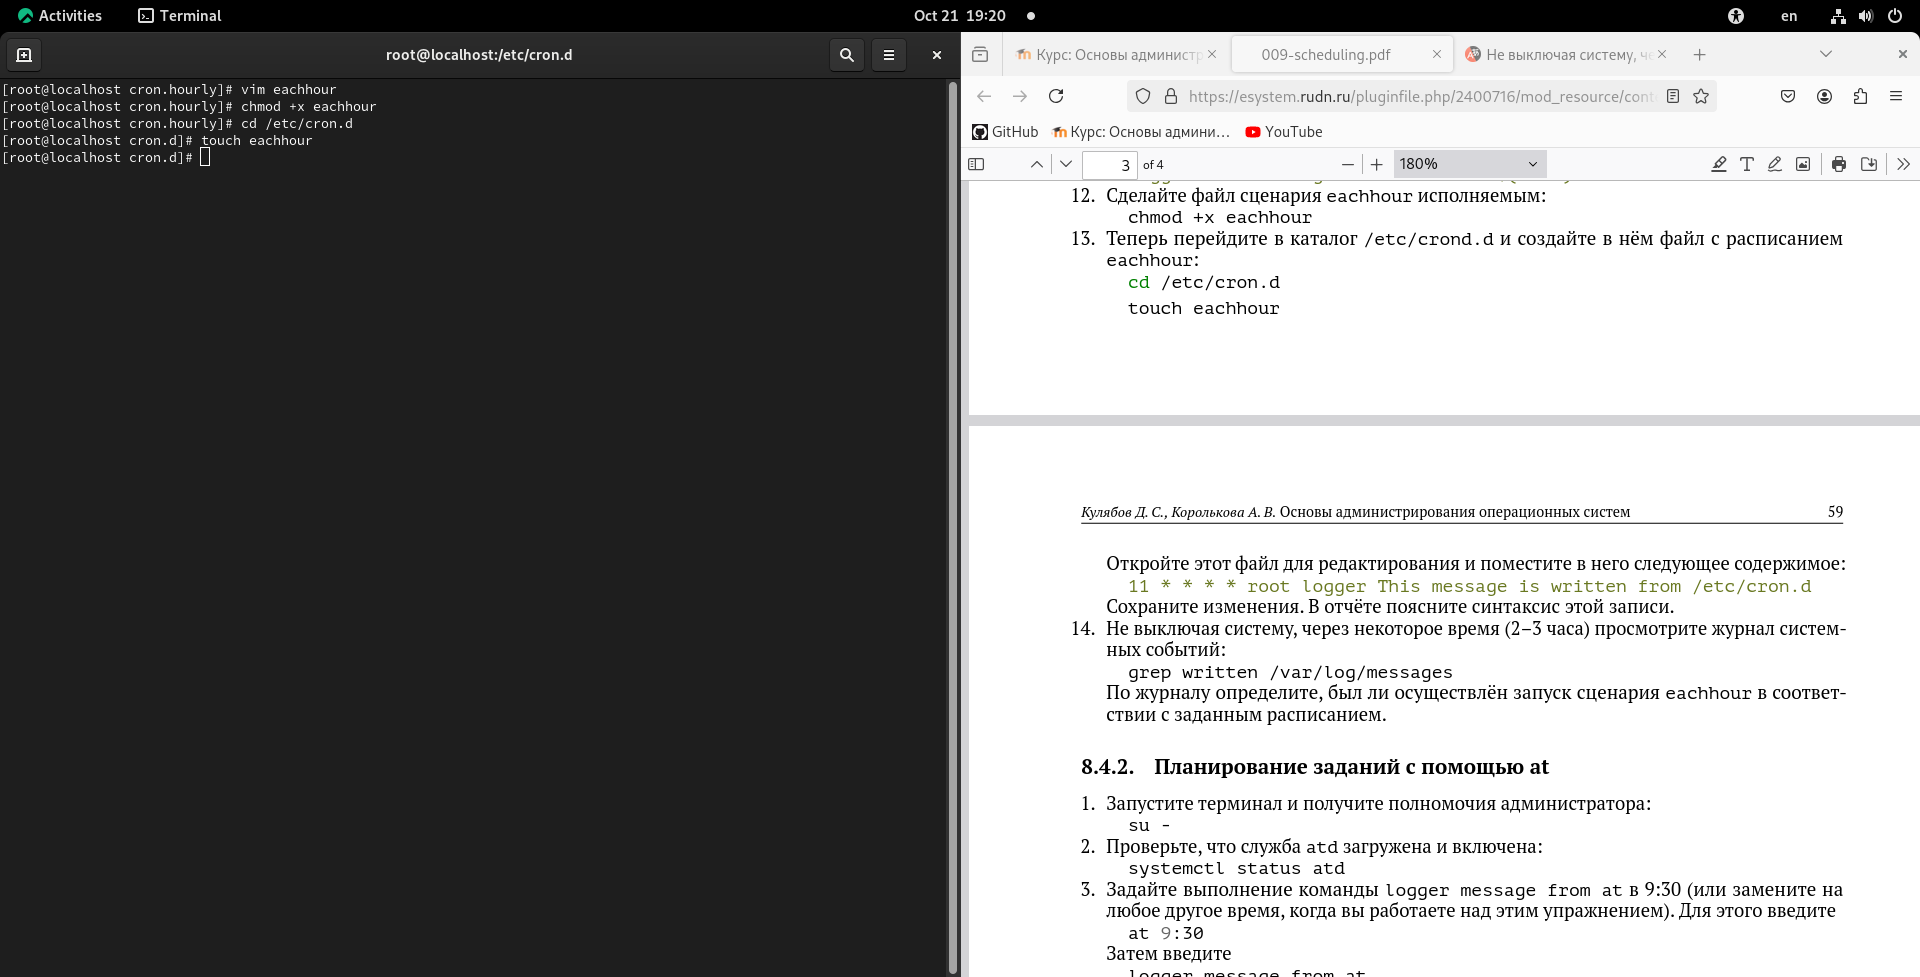 Activities
Terminal
Oct 21 19:20
en
root@localhost:/etc/cron.d
[root@localhost cron.hourly]# vim eachhour
[root@localhost cron.hourly]# chmod +x eachhour
[root@localhost cron.hourly]# cd /etc/cron.d
[root@localhost cron.d]# touch eachhour
[root@localhost cron.d]#
Курс: Основы администр
009-scheduling.pdf
Не выключая систему, че
https://esystem.rudn.ru/pluginfile.php/2400716/mod_resource/cont
GitHub
Курс: Основы админи…
YouTube
3 of 4
180%
12. Сделайте файл сценария eachhour исполняемым:
chmod +x eachhour
13. Теперь перейдите в каталог /etc/crond.d и создайте в нём файл с расписанием
eachhour:
cd /etc/cron.d
touch eachhour
Кулябов Д. С., Королькова А. В. Основы администрирования операционных систем 59
Откройте этот файл для редактирования и поместите в него следующее содержимое:
11 * * * * root logger This message is written from /etc/cron.d
Сохраните изменения. В отчёте поясните синтаксис этой записи.
14. Не выключая систему, через некоторое время (2–3 часа) просмотрите журнал систем-
ных событий:
grep written /var/log/messages
По журналу определите, был ли осуществлён запуск сценария eachhour в соответ-
ствии с заданным расписанием.
8.4.2. Планирование заданий с помощью at
1. Запустите терминал и получите полномочия администратора:
su -
2. Проверьте, что служба atd загружена и включена:
systemctl status atd
3. Задайте выполнение команды logger message from at в 9:30 (или замените на
любое другое время, когда вы работаете над этим упражнением). Для этого введите
at 9:30
Затем введите
logger message from at